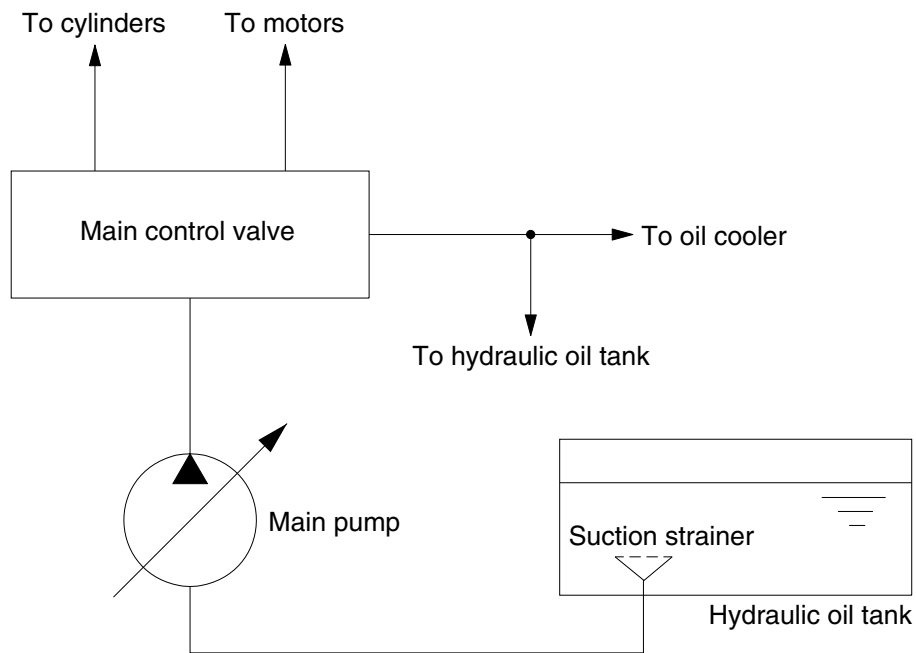 To cylinders
To motors
Main control valve
To oil cooler
To hydraulic oil tank
Main pump
Suction strainer
Hydraulic oil tank